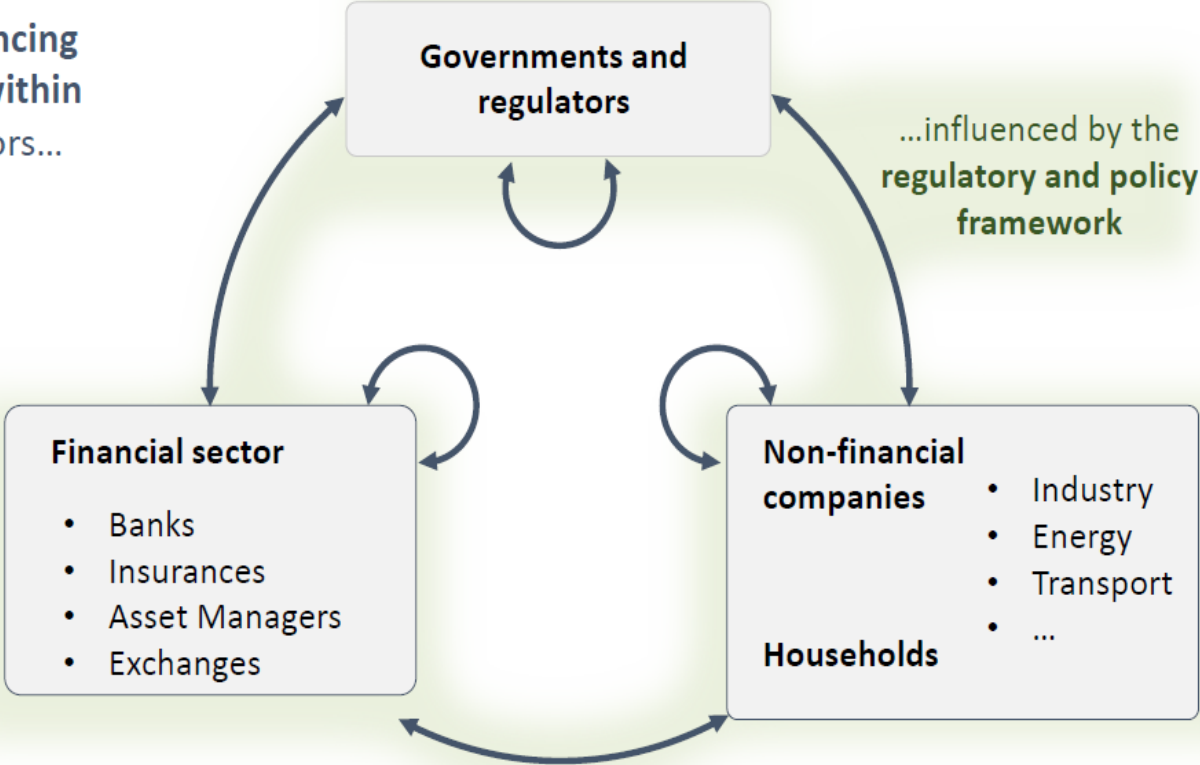 Governments and
regulators
...influenced by the
regulatory and policy
framework
Financial sector
• Banks
• Insurances
• Asset Managers
• Exchanges
Non-financial
companies
• Industry
• Energy
• Transport
• ...
Households